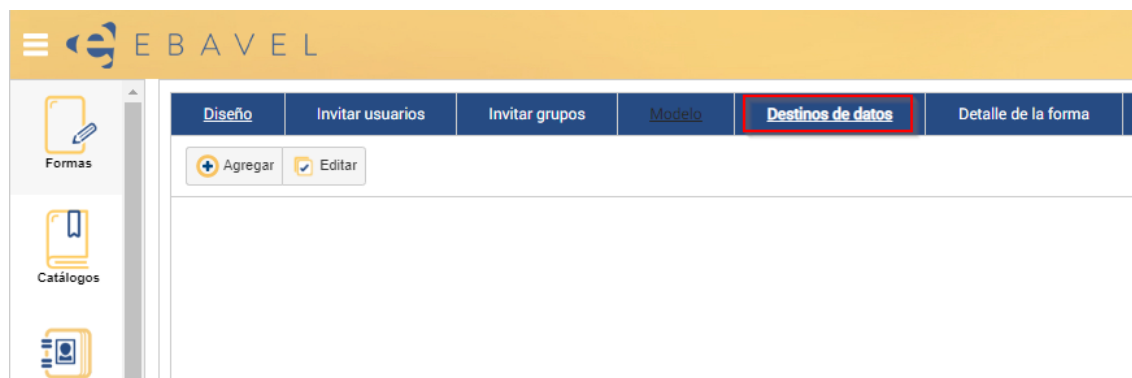 EBAVEL
Diseño Invitar usuarios Invitar grupos Modelo Destinos de datos Detalle de la forma
Agregar Editar
Formas
Catálogos